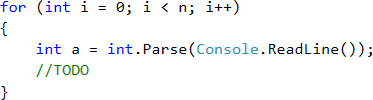 for (int i = 0; i < n; i++)
{
    int a = int.Parse(Console.ReadLine());
    //TODO
}